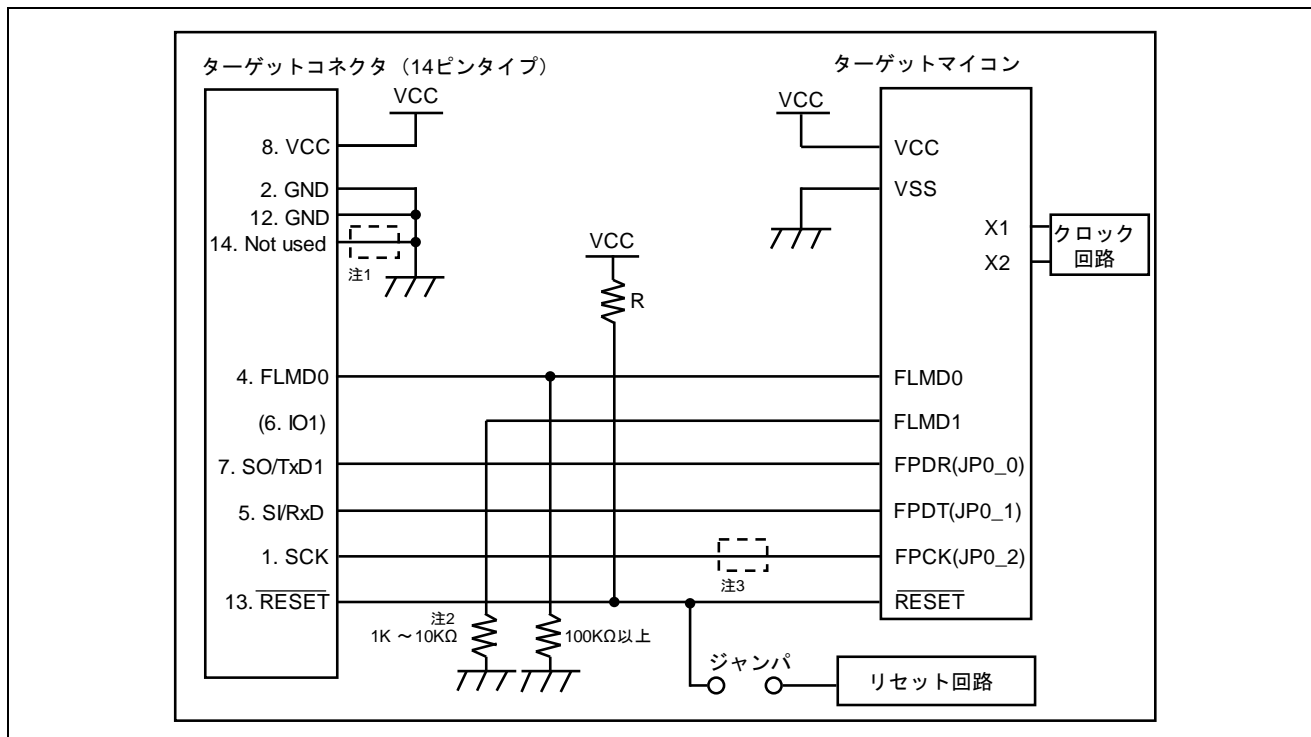 ターゲットコネクタ（14ピンタイプ）
ターゲットマイコン
VCC
VCC
8. VCC
VCC
2. GND
VSS
12. GND
14. Not used
注1
VCC
X1
X2
クロック
回路
R
4. FLMD0
FLMD0
(6. IO1)
FLMD1
7. SO/TxD1
FPDR(JP0_0)
5. SI/RxD
FPDT(JP0_1)
1. SCK
FPCK(JP0_2)
注3
13. RESET
RESET
注2
1K ～10KΩ
100KΩ以上
ジャンパ
リセット回路